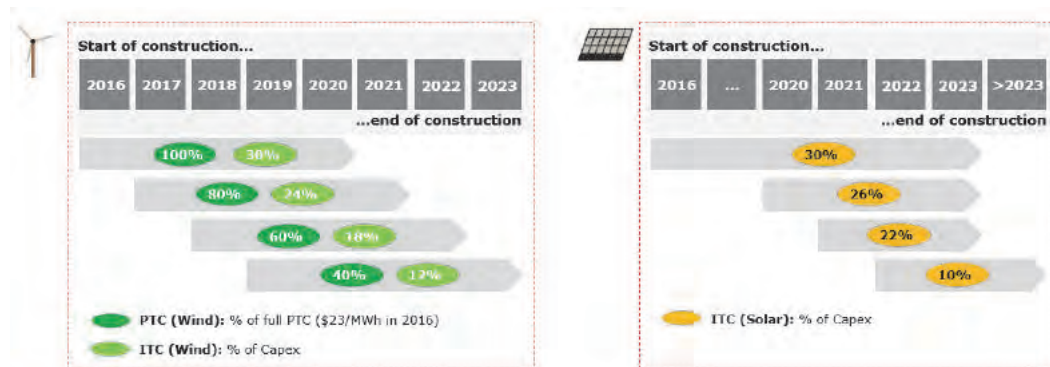 Start of construction...
2016 2017 2018 2019 2020 2021 2022 2023
...end of construction
100% 30%
80% 24%
60% 18%
40% 12%
PTC (Wind): % of full PTC ($23/MWh in 2016)
ITC (Wind): % of Capex
Start of construction...
2016 ... 2020 2021 2022 2023 >2023
...end of construction
30%
26%
22%
10%
ITC (Solar): % of Capex